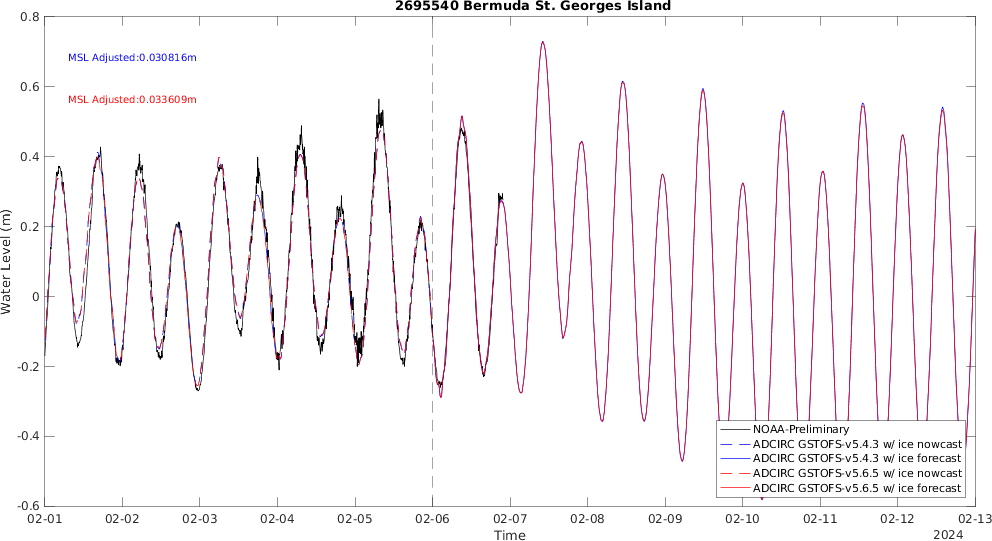 2695540 Bermuda St. Georges Island
MSL Adjusted:0.030816m
MSL Adjusted:0.033609m
Water Level (m)
0.8
0.6
0.4
0.2
0
-0.2
-0.4
-0.6
NOAA-Preliminary
ADCIRC GSTOFS-v5.4.3 w/ ice nowcast
ADCIRC GSTOFS-v5.4.3 w/ ice forecast
ADCIRC GSTOFS-v5.6.5 w/ ice nowcast
ADCIRC GSTOFS-v5.6.5 w/ ice forecast
02-01 02-02 02-03 02-04 02-05 02-06 02-07 02-08 02-09 02-10 02-11 02-12 02-13
Time
2024